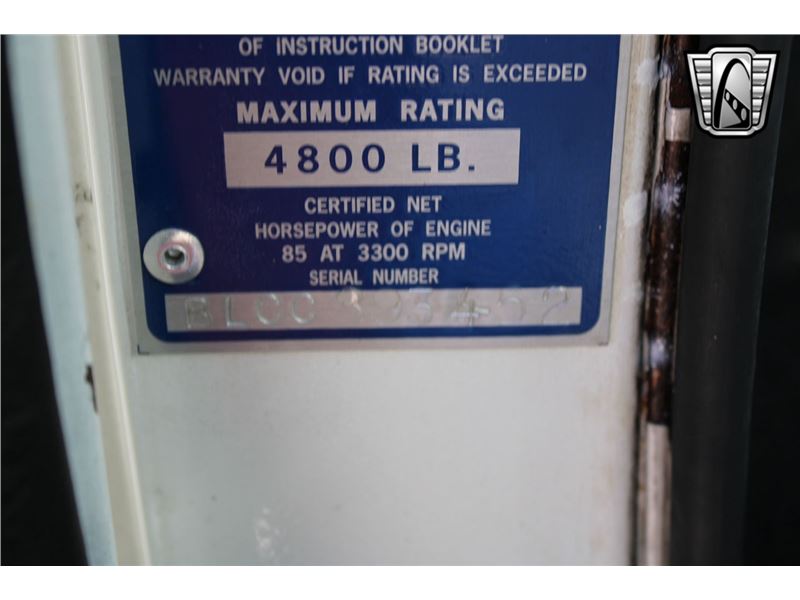 OF INSTRUCTION BOOKLET
WARRANTY VOID IF RATING IS EXCEEDED
MAXIMUM RATING
4800 LB.
CERTIFIED NET
HORSEPOWER OF ENGINE
85 AT 3300 RPM
SERIAL NUMBER